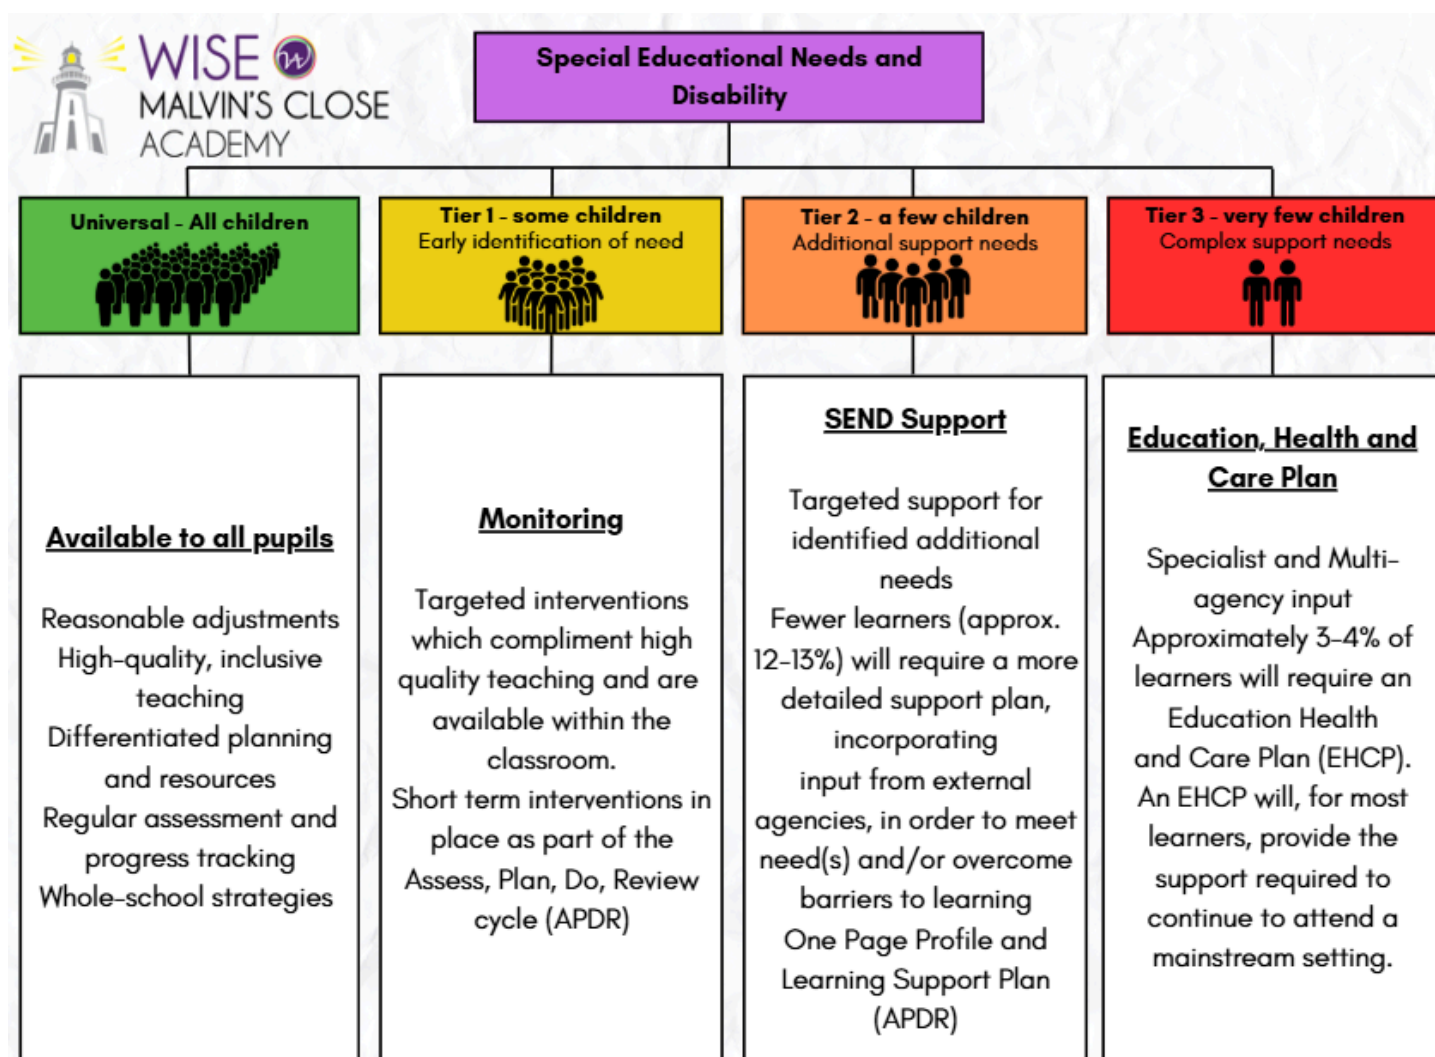 WISE
MALVIN'S CLOSE
ACADEMY
Special Educational Needs and
Disability
Universal - All children
Tier 1 - some children
Early identification of need
Tier 2 - a few children
Additional support needs
Tier 3 - very few children
Complex support needs
Available to all pupils
Reasonable adjustments
High-quality, inclusive
teaching
Differentiated planning
and resources
Regular assessment and
progress tracking
Whole-school strategies
Monitoring
Targeted interventions
which compliment high
quality teaching and are
available within the
classroom.
Short term interventions in
place as part of the
Assess, Plan, Do, Review
cycle (APDR)
SEND Support
Targeted support for
identified additional
needs
Fewer learners (approx.
12-13%) will require a more
detailed support plan,
incorporating
input from external
agencies, in order to meet
need(s) and/or overcome
barriers to learning
One Page Profile and
Learning Support Plan
(APDR)
Education, Health and
Care Plan
Specialist and Multi-
agency input
Approximately 3-4% of
learners will require an
Education Health
and Care Plan (EHCP).
An EHCP will, for most
learners, provide the
support required to
continue to attend a
mainstream setting.